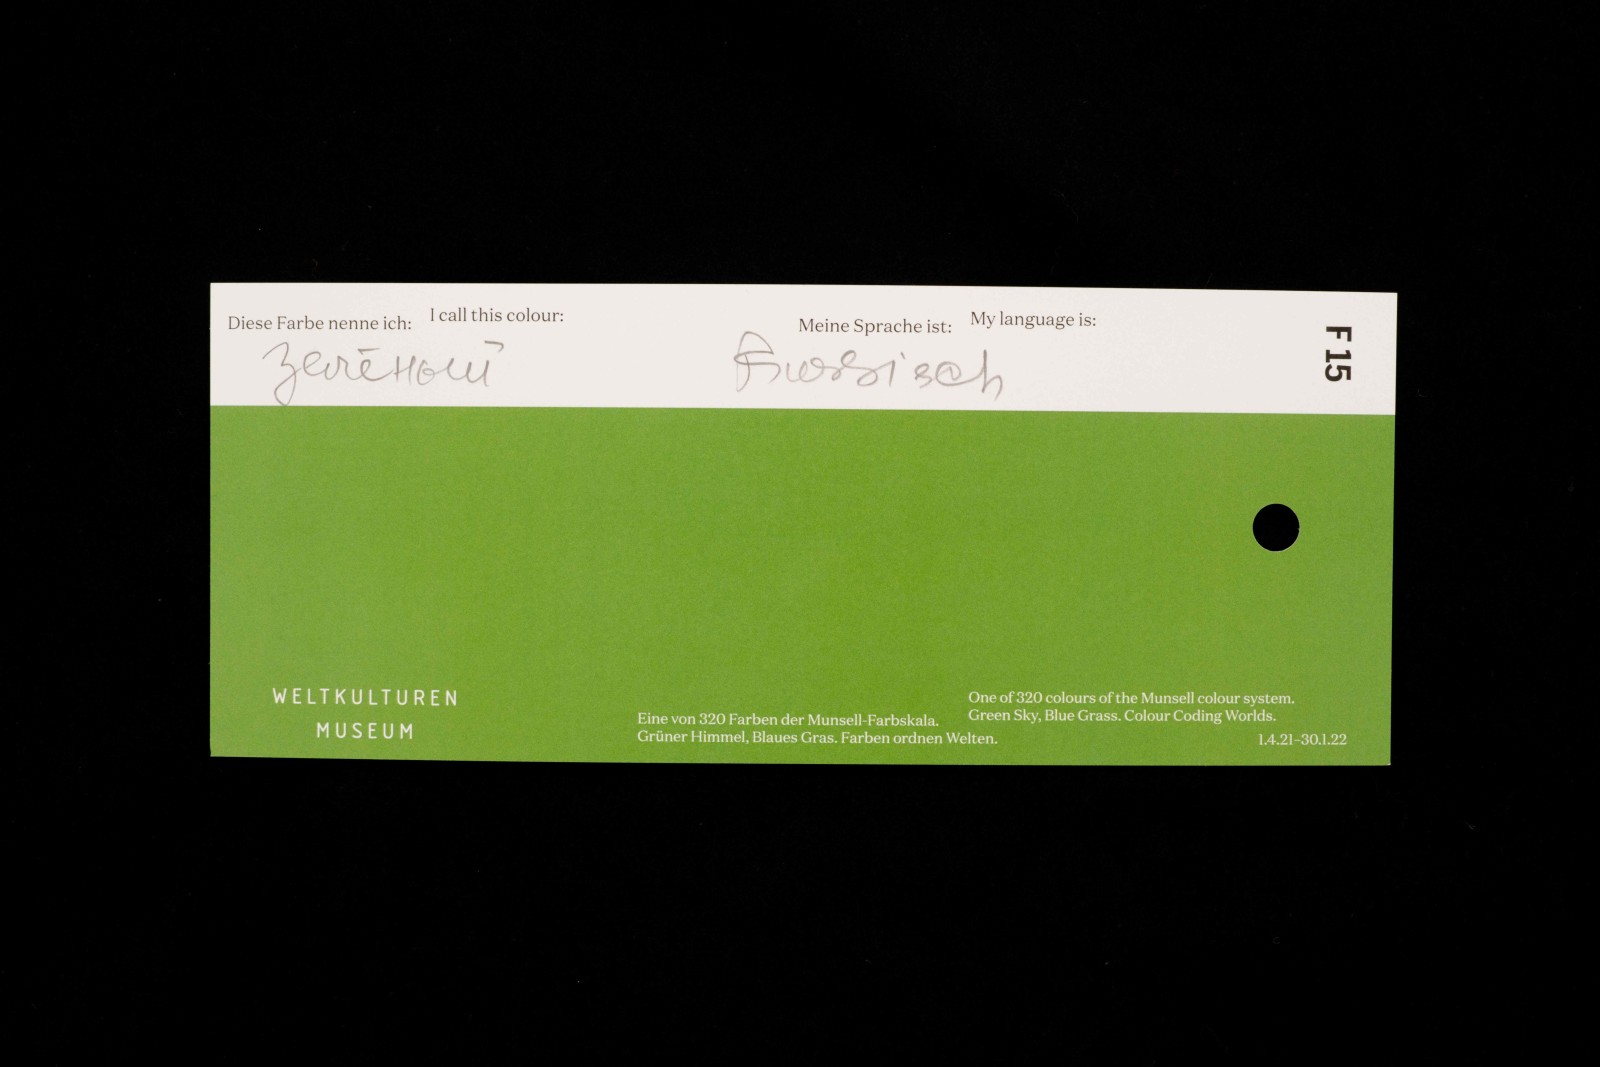 Diese Farbe nenne ich: I call this colour:
зелёный
Meine Sprache ist: My language is:
Russisch
F 15
WELTKULTUREN
MUSEUM
Eine von 320 Farben der Munsell-Farbskala.
Grüner Himmel, Blaues Gras. Farben ordnen Welten.
One of 320 colours of the Munsell colour system.
Green Sky, Blue Grass. Colour Coding Worlds.
1.4.21–30.1.22